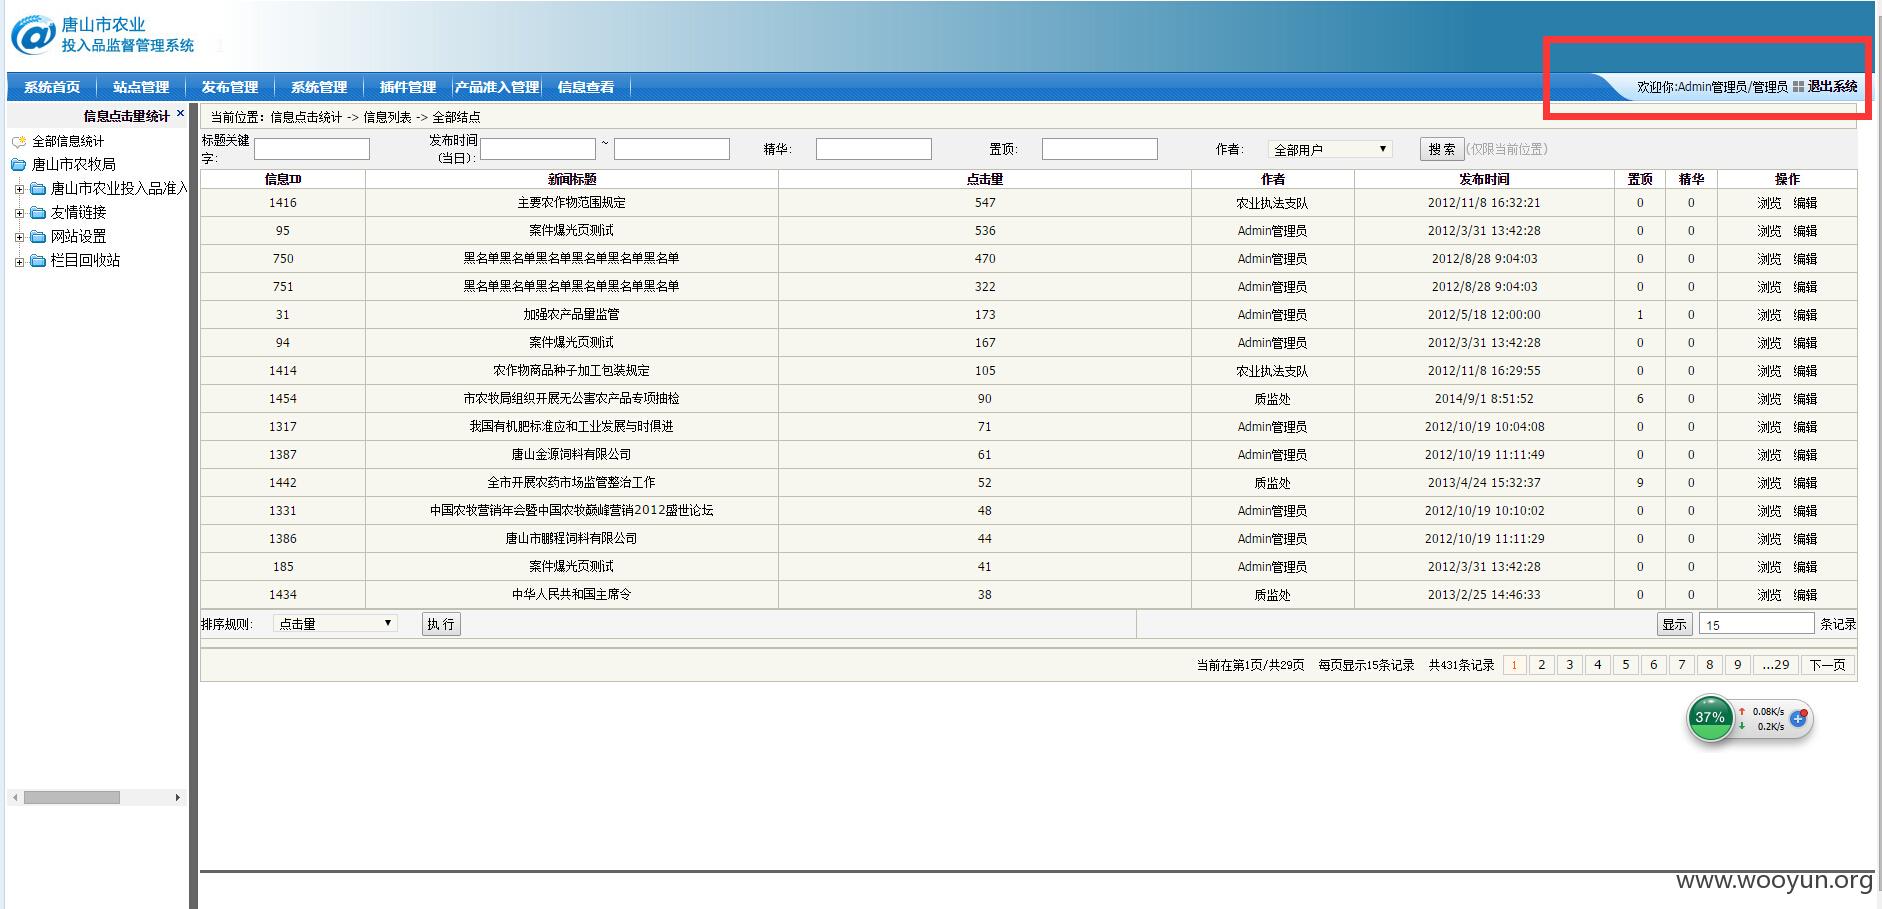 唐山市农业
投入品监督管理系统
系统首页 站点管理 发布管理 系统管理 插件管理 产品准入管理 信息查看
欢迎你:Admin管理员/管理员 退出系统
信息点击量统计 ×
全部信息统计
唐山市农牧局
唐山市农业投入品准入
友情链接
网站设置
栏目回收站
当前位置：信息点击统计 -> 信息列表 -> 全部结点
标题关键字： 发布时间(当日)： ~ 精华： 置顶： 作者： 全部用户 搜 索 (仅限当前位置)
信息ID 新闻标题 点击量 作者 发布时间 置顶 精华 操作
1416 主要农作物范围规定 547 农业执法支队 2012/11/8 16:32:21 0 0 浏览 编辑
95 案件爆光页测试 536 Admin管理员 2012/3/31 13:42:28 0 0 浏览 编辑
750 黑名单黑名单黑名单黑名单黑名单黑名单 470 Admin管理员 2012/8/28 9:04:03 0 0 浏览 编辑
751 黑名单黑名单黑名单黑名单黑名单黑名单 322 Admin管理员 2012/8/28 9:04:03 0 0 浏览 编辑
31 加强农产品量监管 173 Admin管理员 2012/5/18 12:00:00 1 0 浏览 编辑
94 案件爆光页测试 167 Admin管理员 2012/3/31 13:42:28 0 0 浏览 编辑
1414 农作物商品种子加工包装规定 105 农业执法支队 2012/11/8 16:29:55 0 0 浏览 编辑
1454 市农牧局组织开展无公害农产品专项抽检 90 质监处 2014/9/1 8:51:52 6 0 浏览 编辑
1317 我国有机肥标准应和工业发展与时俱进 71 Admin管理员 2012/10/19 10:04:08 0 0 浏览 编辑
1387 唐山金源饲料有限公司 61 Admin管理员 2012/10/19 11:11:49 0 0 浏览 编辑
1442 全市开展农药市场监管整治工作 52 质监处 2013/4/24 15:32:37 9 0 浏览 编辑
1331 中国农牧营销年会暨中国农牧巅峰营销2012盛世论坛 48 Admin管理员 2012/10/19 10:10:02 0 0 浏览 编辑
1386 唐山市鹏程饲料有限公司 44 Admin管理员 2012/10/19 11:11:29 0 0 浏览 编辑
185 案件爆光页测试 41 Admin管理员 2012/3/31 13:42:28 0 0 浏览 编辑
1434 中华人民共和国主席令 38 质监处 2013/2/25 14:46:33 0 0 浏览 编辑
排序规则: 点击量 执 行 显示 15 条记录
当前在第1页/共29页 每页显示15条记录 共431条记录 1 2 3 4 5 6 7 8 9 ...29 下一页
37% 0.08K/s
0.2K/s
www.wooyun.org